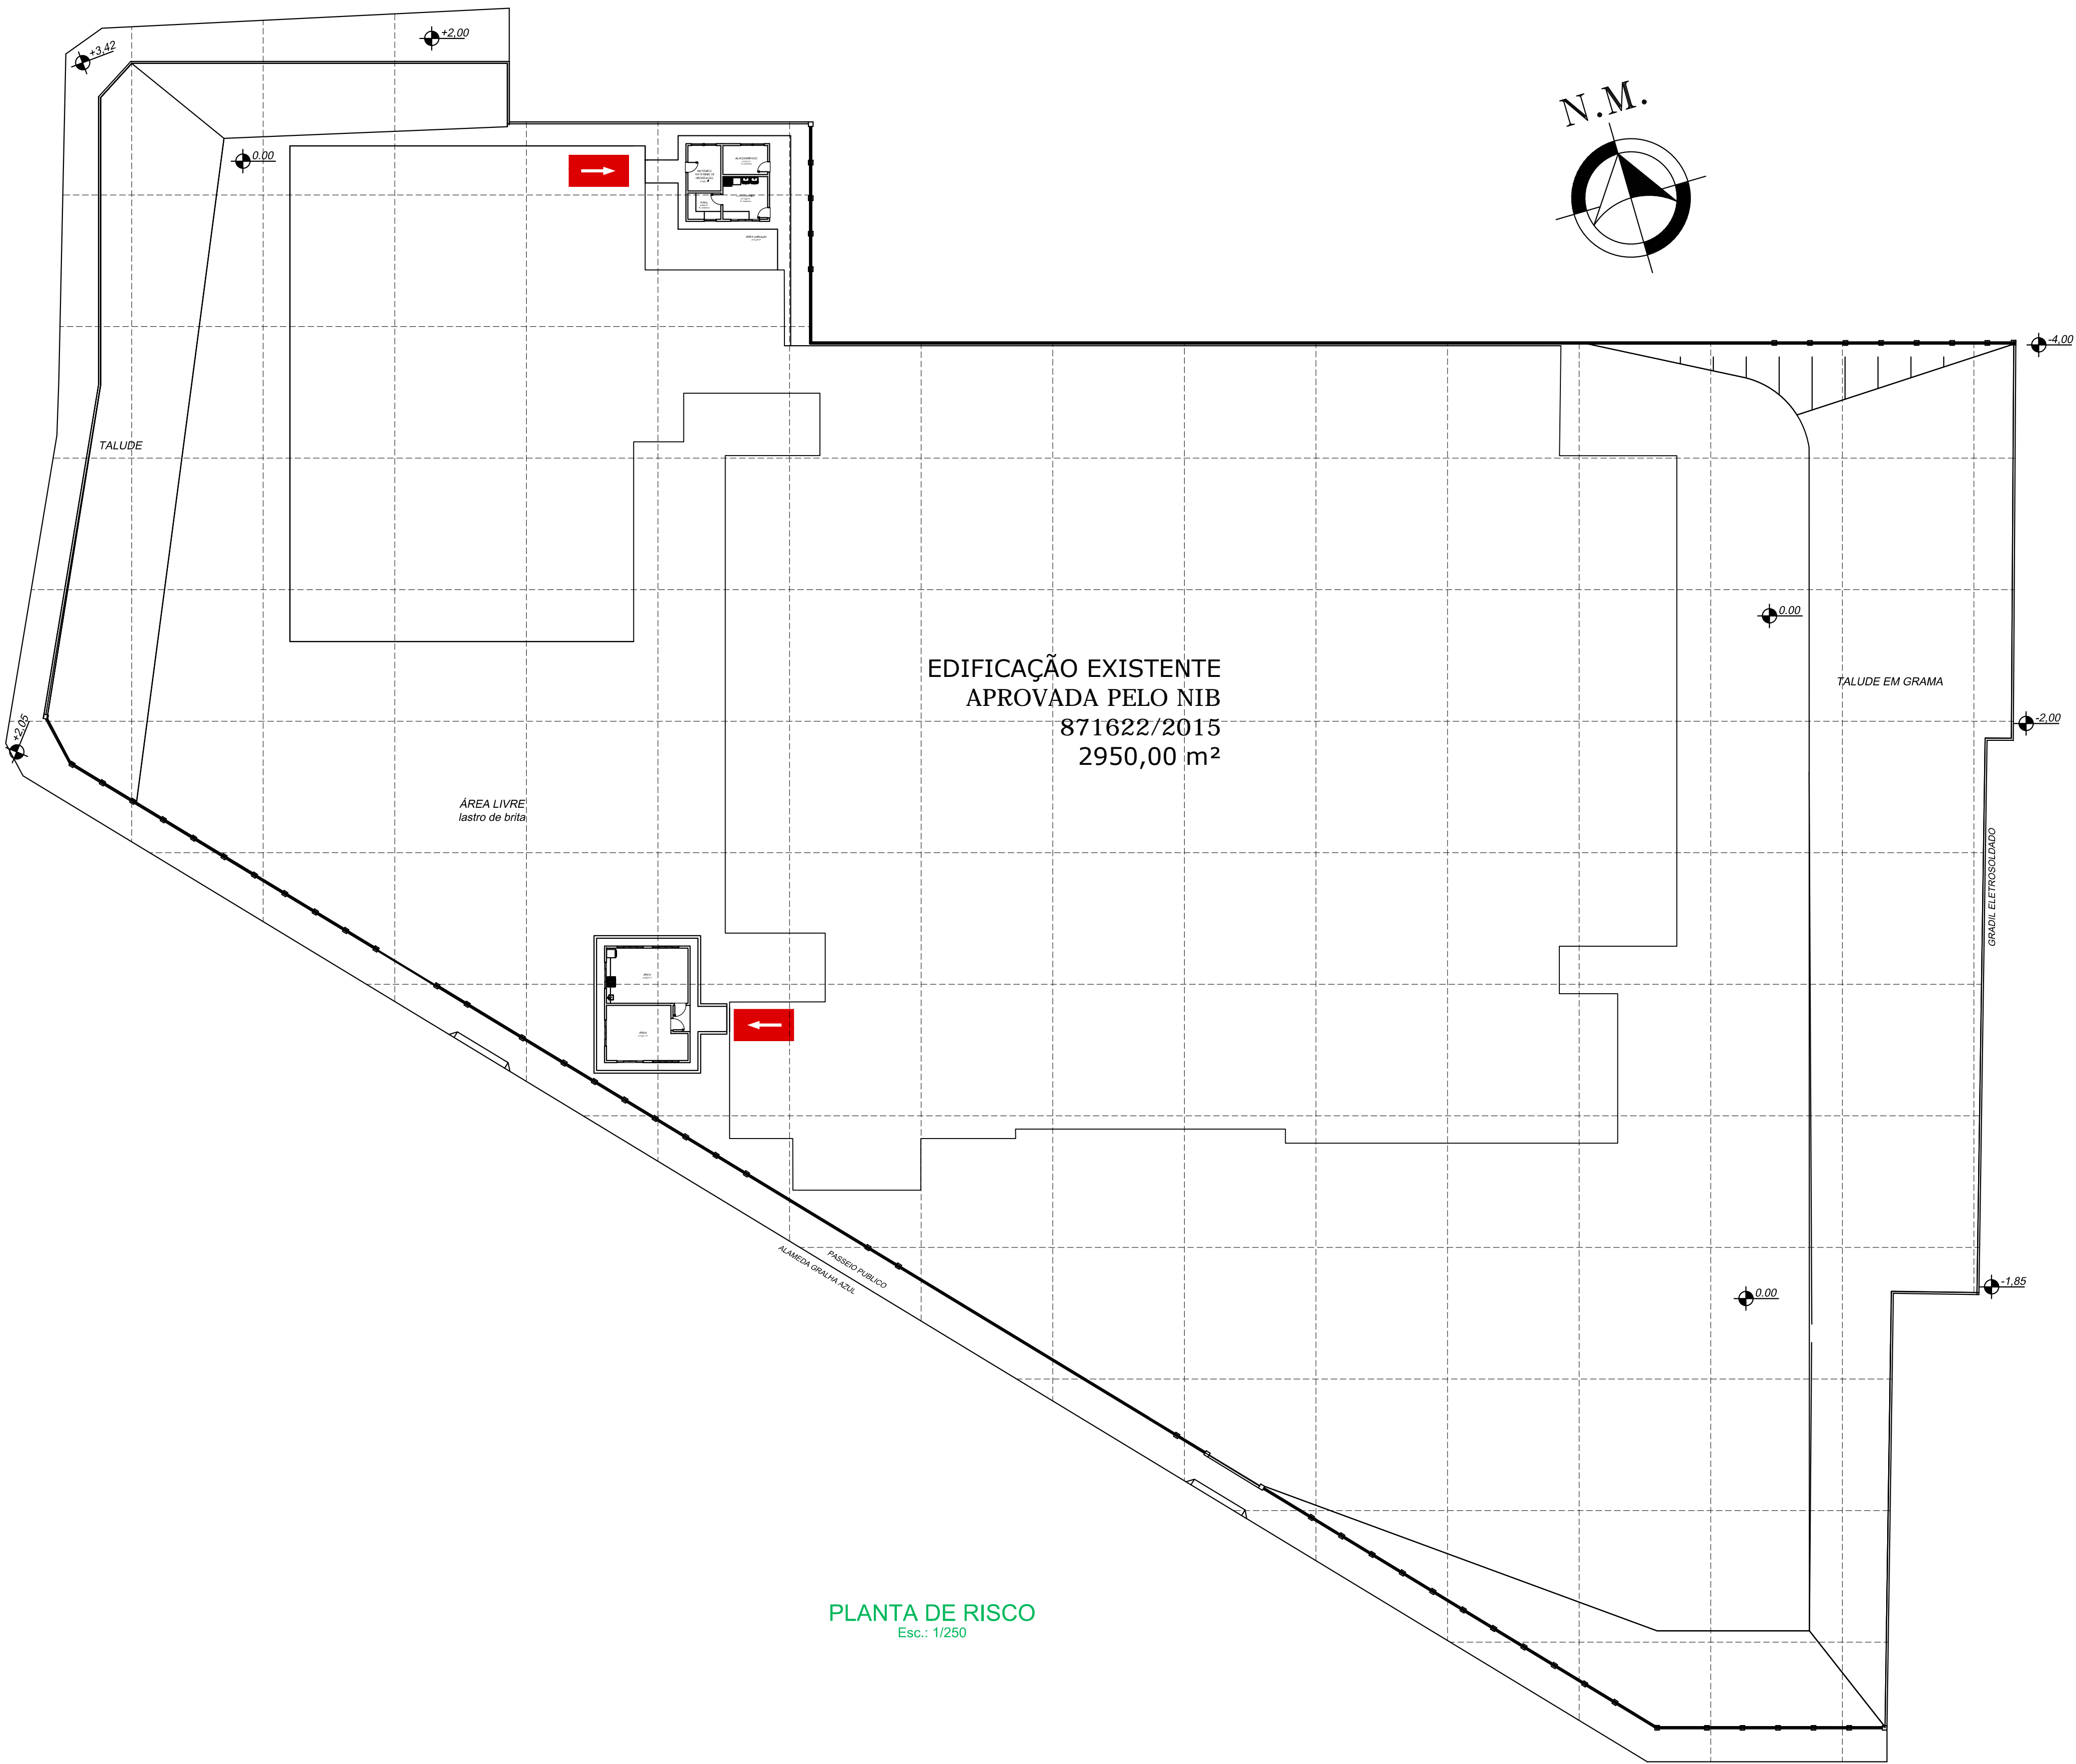 +3,42
+2,00
N.M.
0.00
ALMOXARIFADO
-4,00
TALUDE
0.00
EDIFICAÇÃO EXISTENTE
APROVADA PELO NIB
871622/2015
2950,00 m²
TALUDE EM GRAMA
+2,05
-2,00
ÁREA LIVRE
lastro de brita
GRADIL ELETROSOLDADO
PASSEIO PUBLICO
ALAMEDA GRALHA AZUL
0.00
-1,85
PLANTA DE RISCO
Esc.: 1/250